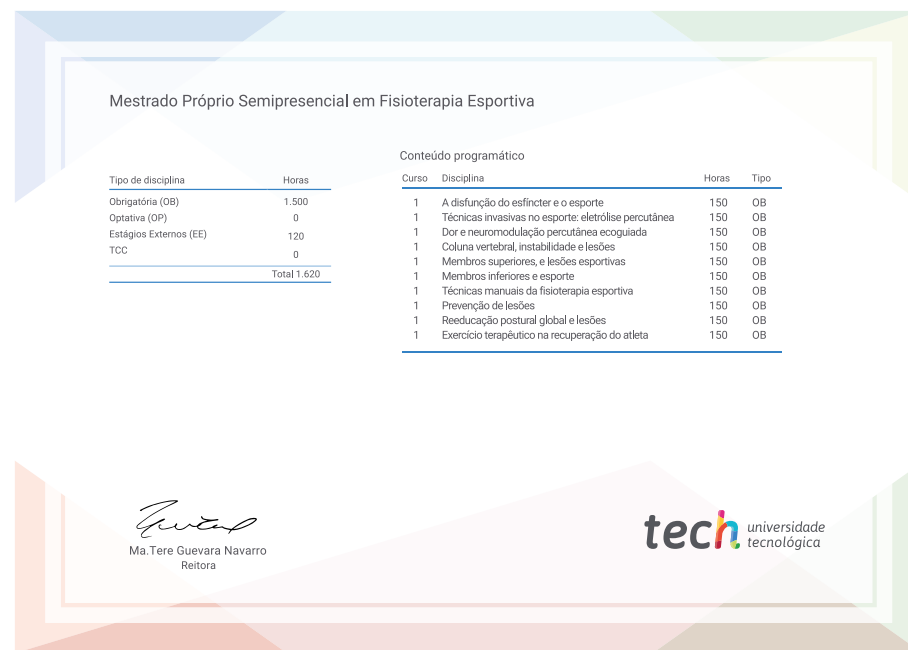 Mestrado Próprio Semipresencial em Fisioterapia Esportiva
Tipo de disciplina Horas
Obrigatória (OB) 1.500
Optativa (OP) 0
Estágios Externos (EE) 120
TCC 0
Total 1.620
Conteúdo programático
Curso Disciplina Horas Tipo
1 A disfunção do esfíncter e o esporte 150 OB
1 Técnicas invasivas no esporte: eletrólise percutânea 150 OB
1 Dor e neuromodulação percutânea ecoguiada 150 OB
1 Coluna vertebral, instabilidade e lesões 150 OB
1 Membros superiores, e lesões esportivas 150 OB
1 Membros inferiores e esporte 150 OB
1 Técnicas manuais da fisioterapia esportiva 150 OB
1 Prevenção de lesões 150 OB
1 Reeducação postural global e lesões 150 OB
1 Exercício terapêutico na recuperação do atleta 150 OB
Ma.Tere Guevara Navarro
Reitora
tech universidade
tecnológica